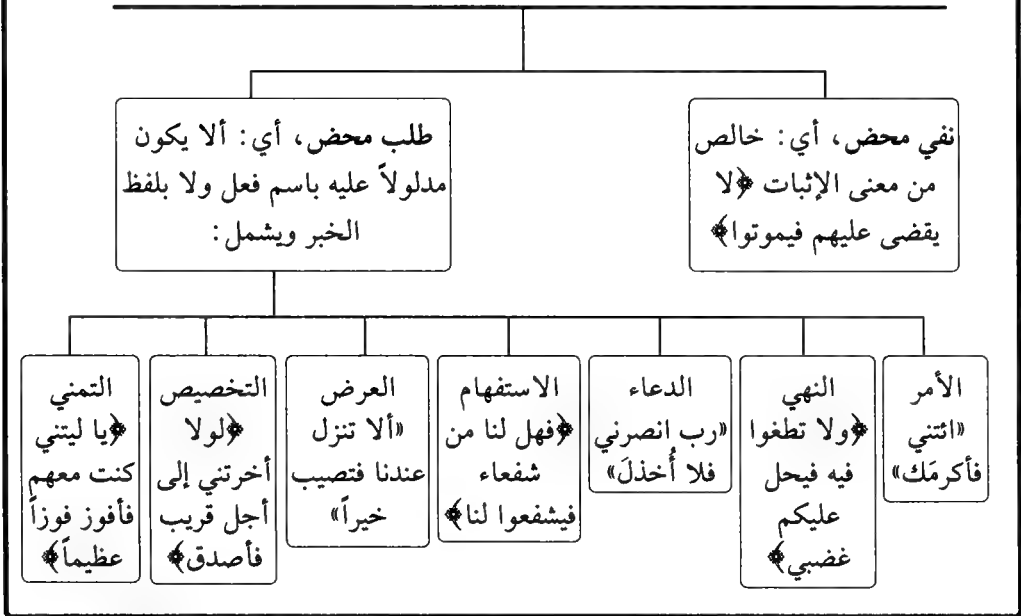 نفي محض، أي: خالص
من معنى الإثبات ﴿لا
يقضى عليهم فيموتوا﴾
طلب محض، أي: ألا يكون
مدلولاً عليه باسم فعل ولا بلفظ
الخبر ويشمل:
الأمر
«ائتني
فأكرمَك»
النهي
﴿ولا تطغوا
فيه فيحل
عليكم
غضبي﴾
الدعاء
«رب انصرني
فلا أُخذلَ»
الاستفهام
﴿فهل لنا من
شفعاء
فيشفعوا لنا﴾
العرض
«ألا تنزل
عندنا فتصيب
خيراً»
التخصيص
﴿لولا
أخرتني إلى
أجل قريب
فأصدق﴾
التمني
﴿يا ليتني
كنت معهم
فأفوز فوزاً
عظيماً﴾